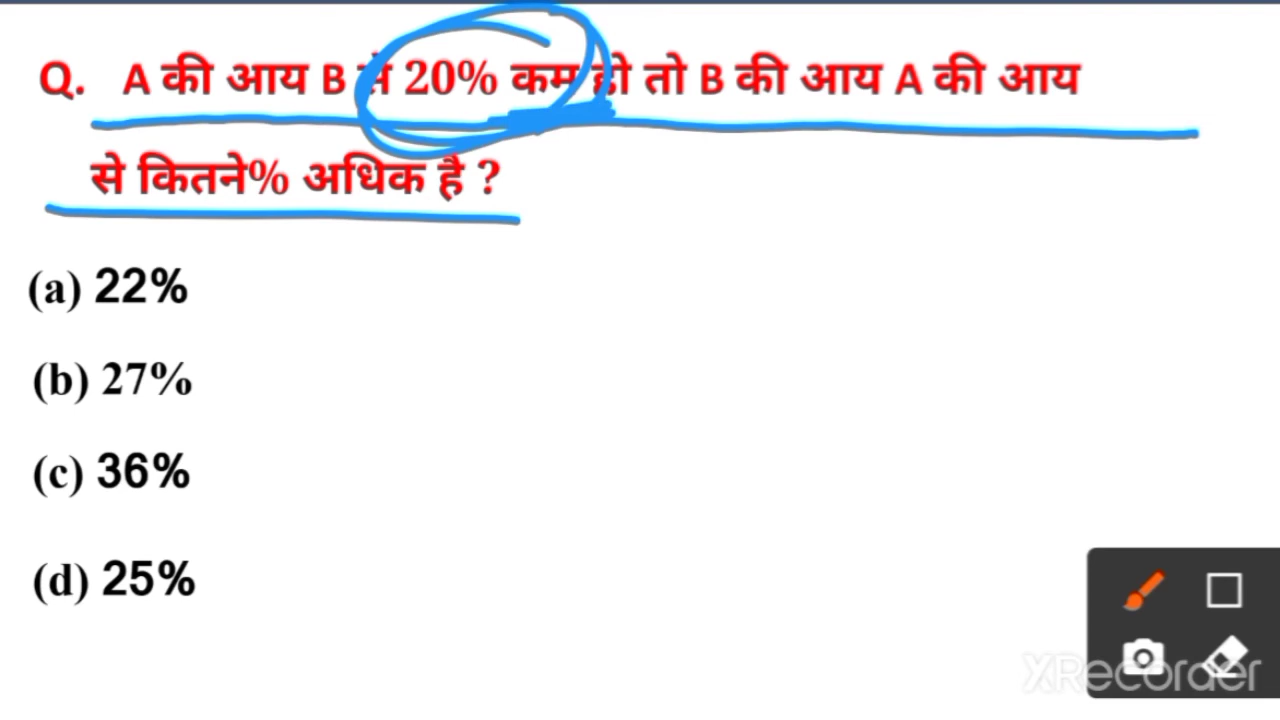 Q. A की आय B से 20% कम हो तो B की आय A की आय
से कितने% अधिक है ?
(a) 22%
(b) 27%
(c) 36%
(d) 25%
XRecorder